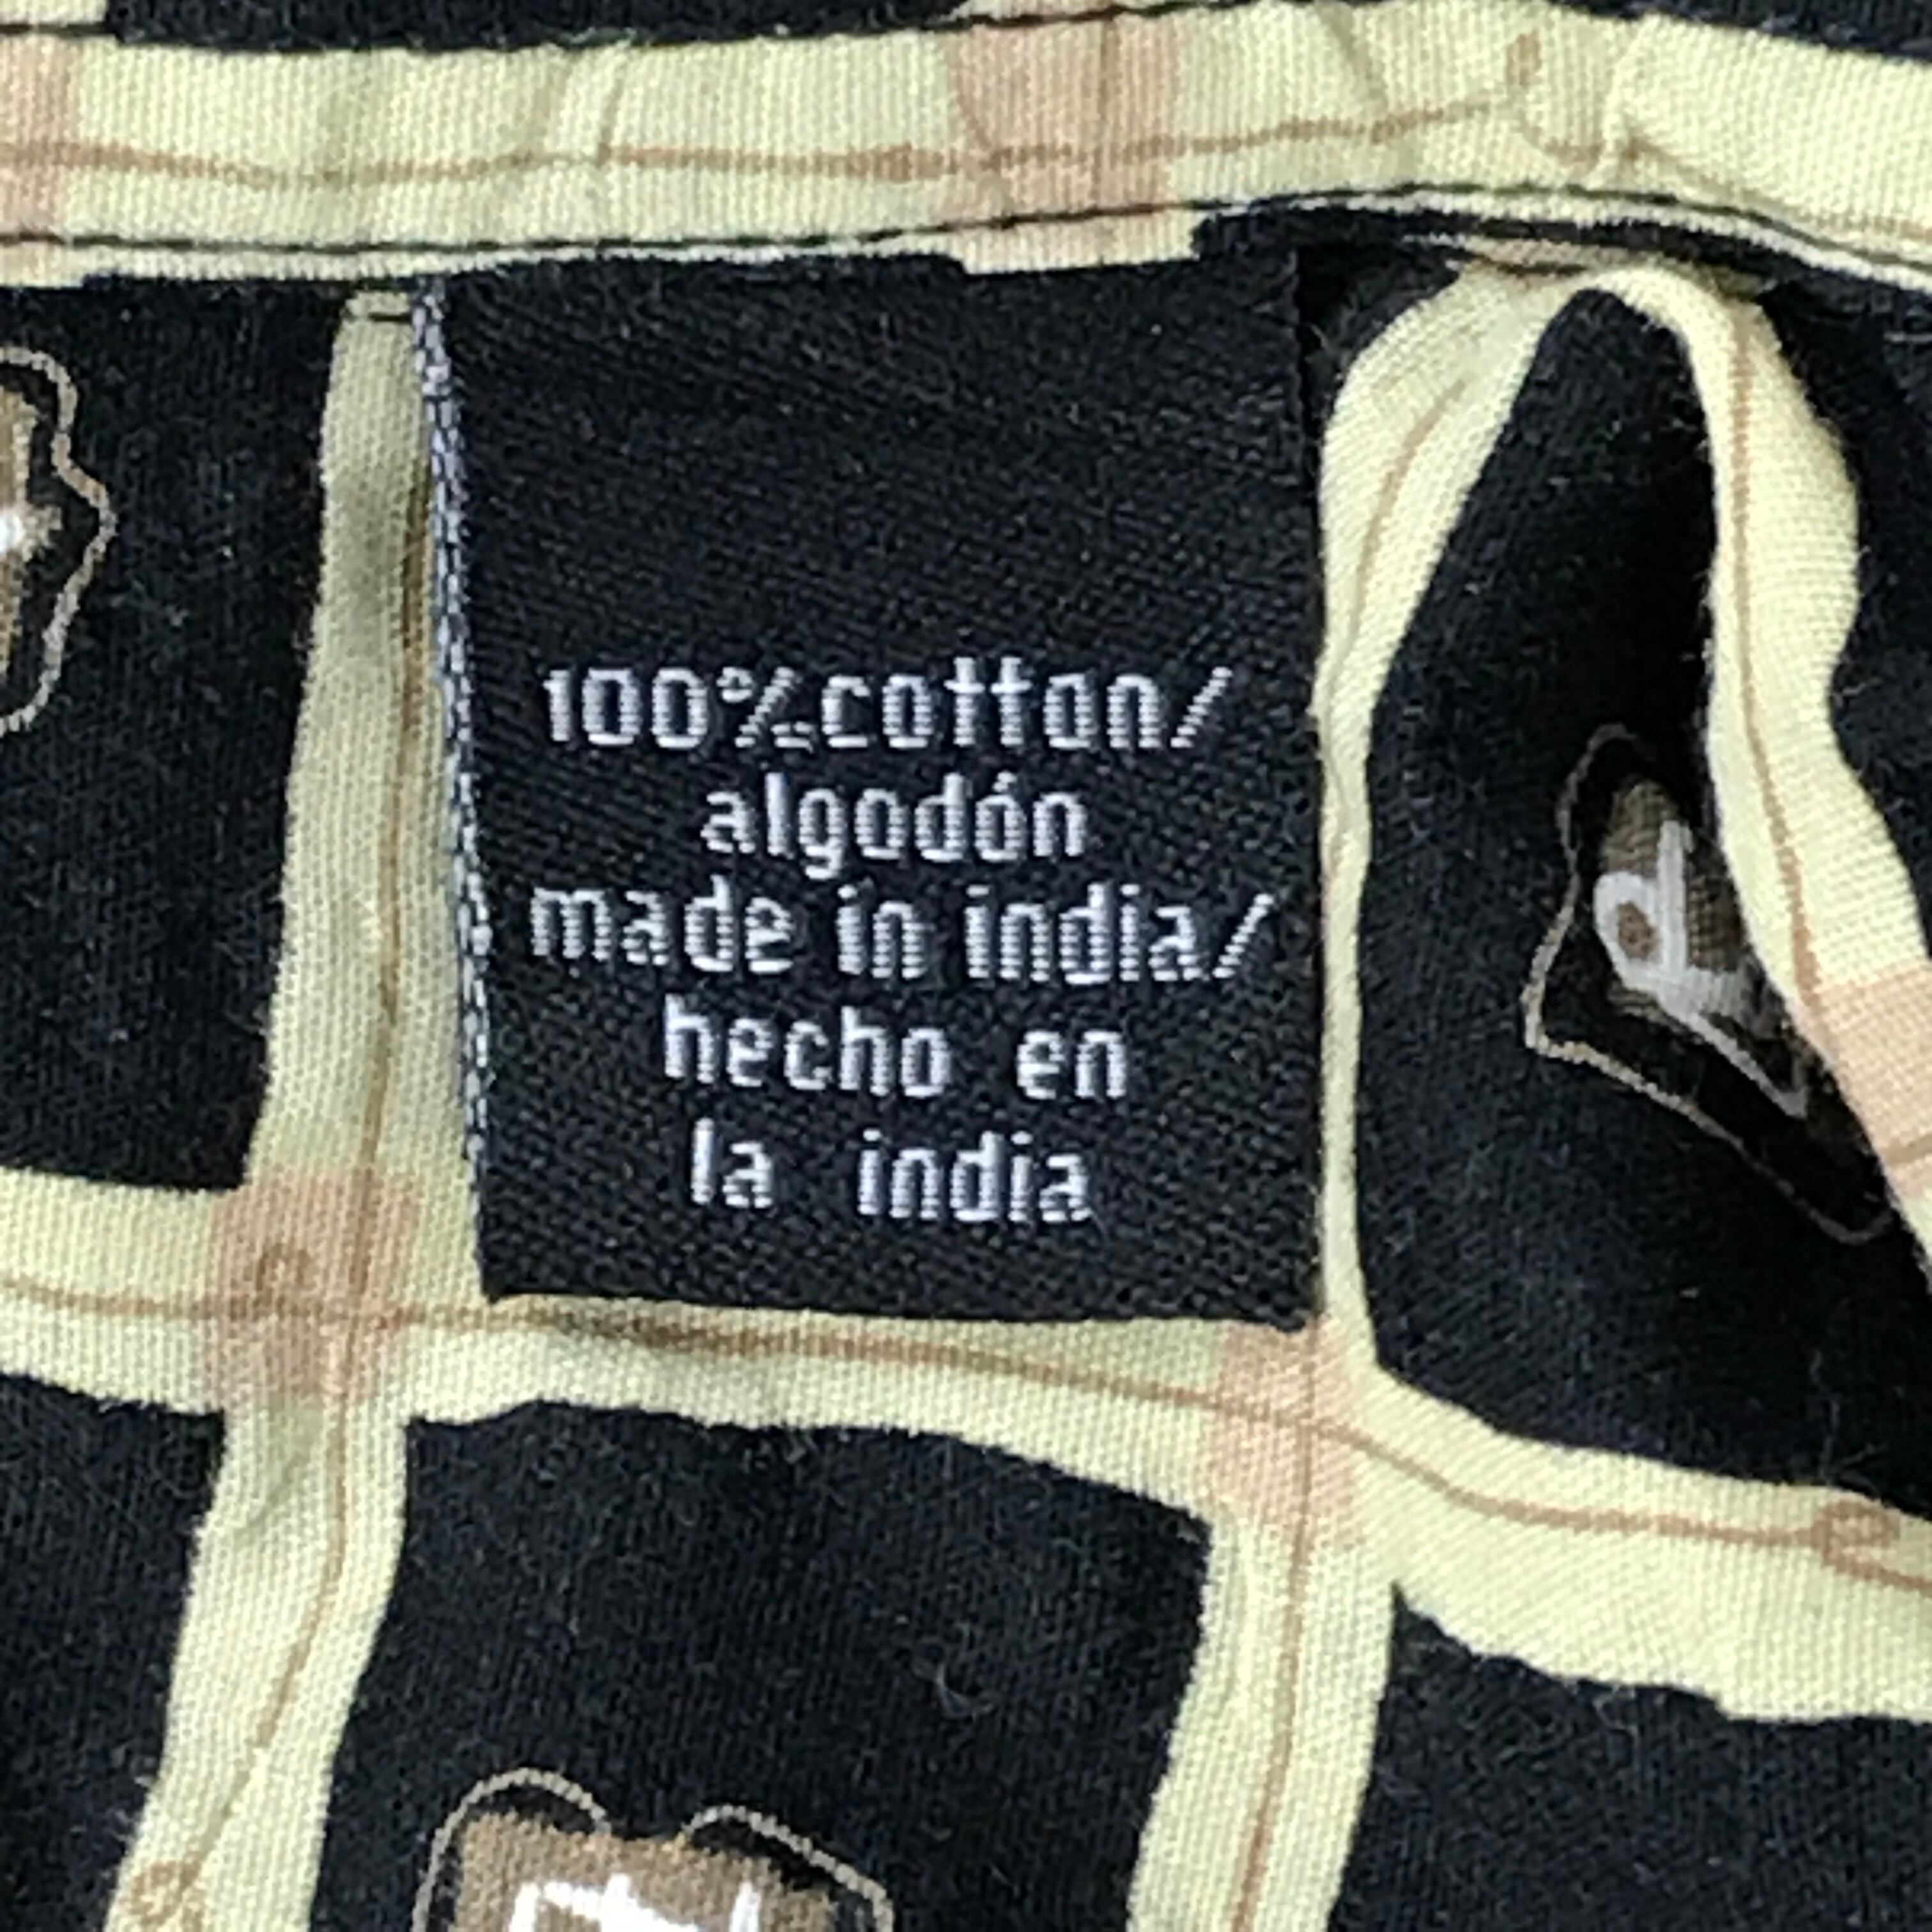 100% cotton/
algodón
made in india/
hecho en
la india